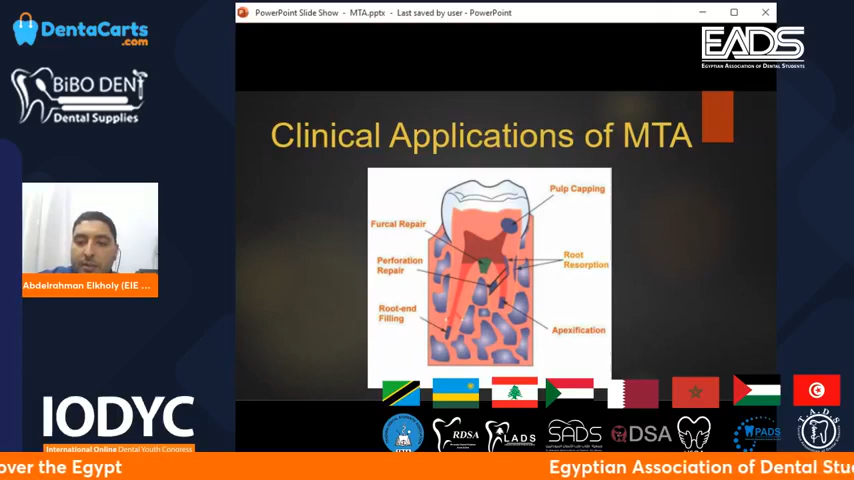 DentaCarts
.com
BiBO DENT
Dental Supplies
PowerPoint Slide Show - MTA.pptx - Last saved by user - PowerPoint
EADS
EGYPTIAN ASSOCIATION OF DENTAL STUDENTS
Clinical Applications of MTA
Pulp Capping
Furcal Repair
Root
Resorption
Perforation
Repair
Root-end
Filling
Apexification
Abdelrahman Elkholy (EIE ...
IODYC
International Online Dental Youth Congress
RDSA
LADS
SADS
QDSA
PADS
over the Egypt
Egyptian Association of Dental Stu